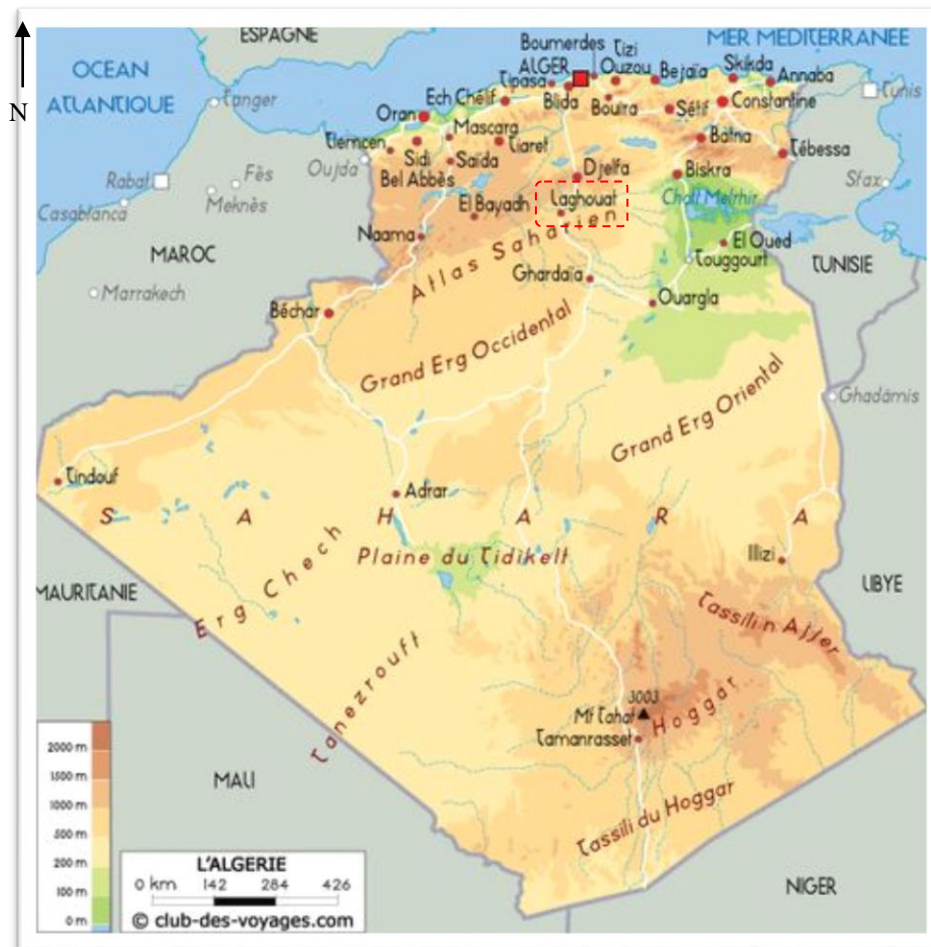 ESPAGNE
MER MEDITERRANEE
OCEAN
ATLANTIQUE
N
Boumerdes
Tizi
Ouzou
ALGER
Tipasa
Bejaïa
Skikda
Annaba
Tunis
Tanger
Ech Chélif
Blida
Bouira
Sétif
Constantine
Oran
Mascara
Tiaret
Batna
Tlemcen
Sidi
Bel Abbès
Saïda
Tébessa
Oujda
Djelfa
Biskra
Rabat
Fès
Meknès
Sfax
Casablanca
El Bayadh
Laghouat
Chott Melrhir
Naama
Atlas Saharien
El Oued
Touggourt
MAROC
TUNISIE
Ghardaïa
Marrakech
Ouargla
Béchar
Grand Erg Occidental
Grand Erg Oriental
Ghadāmis
Tindouf
Adrar
S A H A R A
Plaine du Tidikelt
Illizi
MAURITANIE
LIBYE
Erg Chech
Tassili n Ajjer
Tanezrouft
3003
Mt Tahat
Hoggar
Tamanrasset
2000 m
1500 m
1000 m
500 m
200 m
100 m
0 m
MALI
Tassili du Hoggar
L'ALGERIE
0 km 142 284 426
© club-des-voyages.com
NIGER